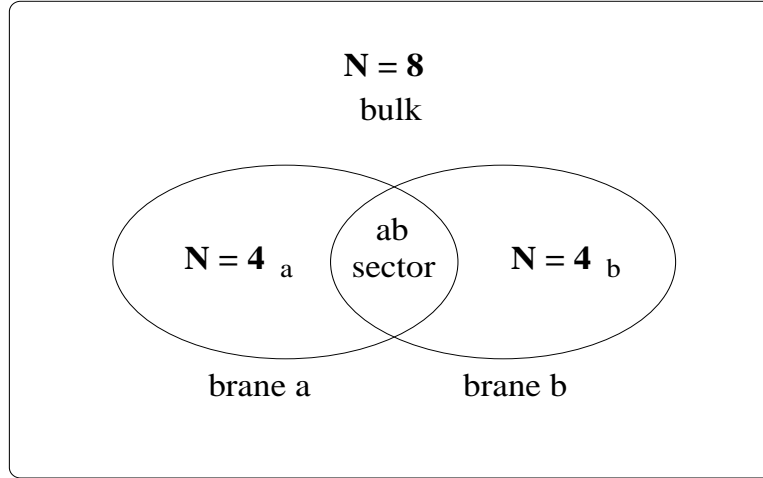 N = 8
bulk
ab
sector
N = 4 a
N = 4 b
brane a
brane b